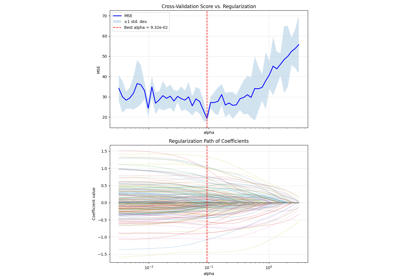 Cross-Validation Score vs. Regularization
MSE
±1 std. dev.
Best alpha = 9.33e-02
70
60
50
40
30
20
MSE
alpha
Regularization Path of Coefficients
1.5
1.0
0.5
0.0
−0.5
−1.0
−1.5
Coefficient value
10⁻²
10⁻¹
10⁰
alpha